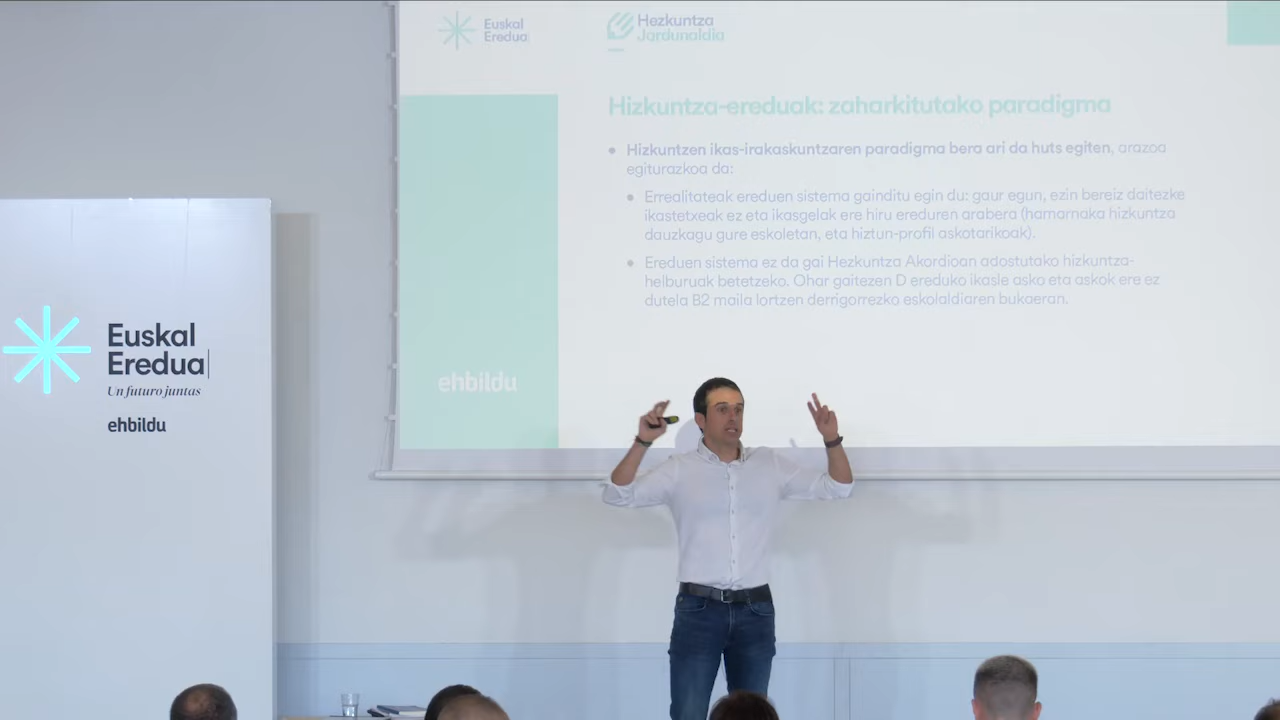 Euskal
Eredua
Hezkuntza
Jardunaldia
Hizkuntza-ereduak: zaharkitutako paradigma
• Hizkuntzen ikas-irakaskuntzaren paradigma bera ari da huts egiten, arazoa
egiturazkoa da:
• Errealitateak ereduen sistema gainditu egin du: gaur egun, ezin bereiz daitezke
ikastetxeak ez eta ikasgelak ere hiru ereduren arabera (hamarnaka hizkuntza
dauzkagu gure eskoletan, eta hiztun-profil askotarikoak).
• Ereduen sistema ez da gai Hezkuntza Akordioan adostutako hizkuntza-
helburuak betetzeko. Ohar gaitezen D ereduko ikasle asko eta askok ere ez
dutela B2 maila lortzen derrigorrezko eskolaldiaren bukaeran.
ehbildu
Euskal
Eredua
Un futuro juntas
ehbildu